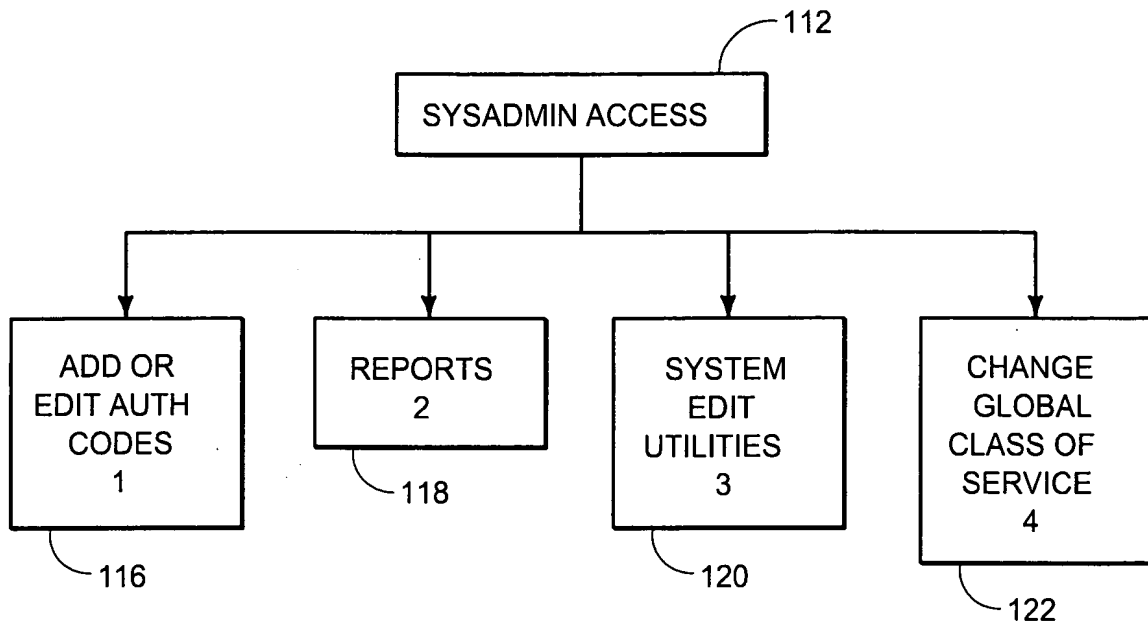 112
SYSADMIN ACCESS
ADD OR
EDIT AUTH
CODES
1
116
REPORTS
2
118
SYSTEM
EDIT
UTILITIES
3
120
CHANGE
GLOBAL
CLASS OF
SERVICE
4
122